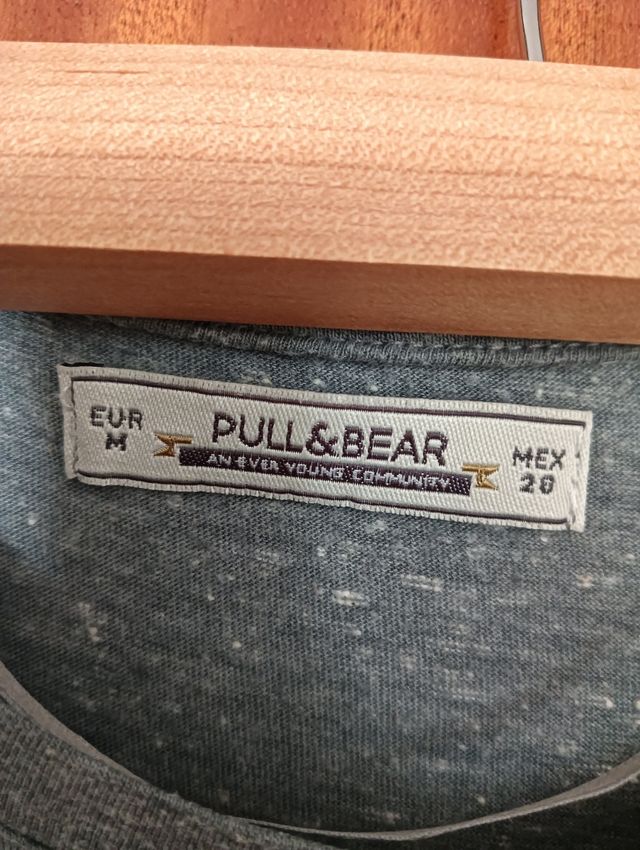 EUR
M
PULL&BEAR
AN EVER YOUNG COMMUNITY
MEX
28